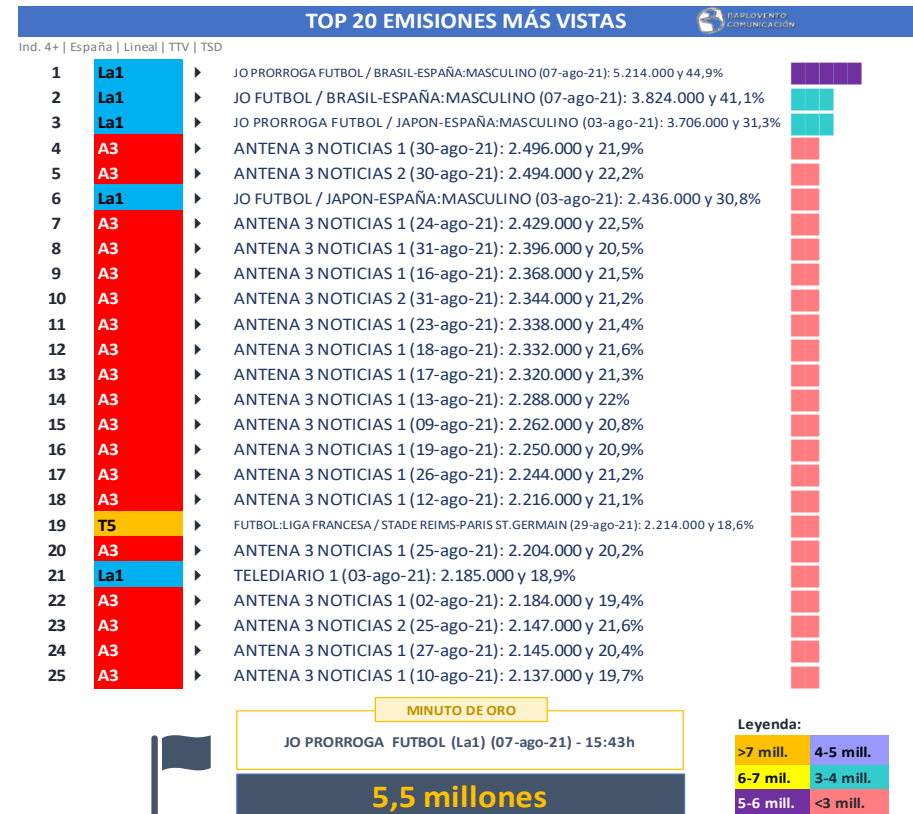 TOP 20 EMISIONES MÁS VISTAS
BARLOVENTO
COMUNICACIÓN
Ind. 4+ | España | Lineal | TTV | TSD
1 La1 JO PRORROGA FUTBOL / BRASIL-ESPAÑA:MASCULINO (07-ago-21): 5.214.000 y 44,9%
2 La1 JO FUTBOL / BRASIL-ESPAÑA:MASCULINO (07-ago-21): 3.824.000 y 41,1%
3 La1 JO PRORROGA FUTBOL / JAPON-ESPAÑA:MASCULINO (03-ago-21): 3.706.000 y 31,3%
4 A3 ANTENA 3 NOTICIAS 1 (30-ago-21): 2.496.000 y 21,9%
5 A3 ANTENA 3 NOTICIAS 2 (30-ago-21): 2.494.000 y 22,2%
6 La1 JO FUTBOL / JAPON-ESPAÑA:MASCULINO (03-ago-21): 2.436.000 y 30,8%
7 A3 ANTENA 3 NOTICIAS 1 (24-ago-21): 2.429.000 y 22,5%
8 A3 ANTENA 3 NOTICIAS 1 (31-ago-21): 2.396.000 y 20,5%
9 A3 ANTENA 3 NOTICIAS 1 (16-ago-21): 2.368.000 y 21,5%
10 A3 ANTENA 3 NOTICIAS 2 (31-ago-21): 2.344.000 y 21,2%
11 A3 ANTENA 3 NOTICIAS 1 (23-ago-21): 2.338.000 y 21,4%
12 A3 ANTENA 3 NOTICIAS 1 (18-ago-21): 2.332.000 y 21,6%
13 A3 ANTENA 3 NOTICIAS 1 (17-ago-21): 2.320.000 y 21,3%
14 A3 ANTENA 3 NOTICIAS 1 (13-ago-21): 2.288.000 y 22%
15 A3 ANTENA 3 NOTICIAS 1 (09-ago-21): 2.262.000 y 20,8%
16 A3 ANTENA 3 NOTICIAS 1 (19-ago-21): 2.250.000 y 20,9%
17 A3 ANTENA 3 NOTICIAS 1 (26-ago-21): 2.244.000 y 21,2%
18 A3 ANTENA 3 NOTICIAS 1 (12-ago-21): 2.216.000 y 21,1%
19 T5 FUTBOL:LIGA FRANCESA / STADE REIMS-PARIS ST.GERMAIN (29-ago-21): 2.214.000 y 18,6%
20 A3 ANTENA 3 NOTICIAS 1 (25-ago-21): 2.204.000 y 20,2%
21 La1 TELEDIARIO 1 (03-ago-21): 2.185.000 y 18,9%
22 A3 ANTENA 3 NOTICIAS 1 (02-ago-21): 2.184.000 y 19,4%
23 A3 ANTENA 3 NOTICIAS 2 (25-ago-21): 2.147.000 y 21,6%
24 A3 ANTENA 3 NOTICIAS 1 (27-ago-21): 2.145.000 y 20,4%
25 A3 ANTENA 3 NOTICIAS 1 (10-ago-21): 2.137.000 y 19,7%
MINUTO DE ORO
JO PRORROGA FUTBOL (La1) (07-ago-21) - 15:43h
5,5 millones
Leyenda:
>7 mill. 4-5 mill.
6-7 mill. 3-4 mill.
5-6 mill. <3 mill.